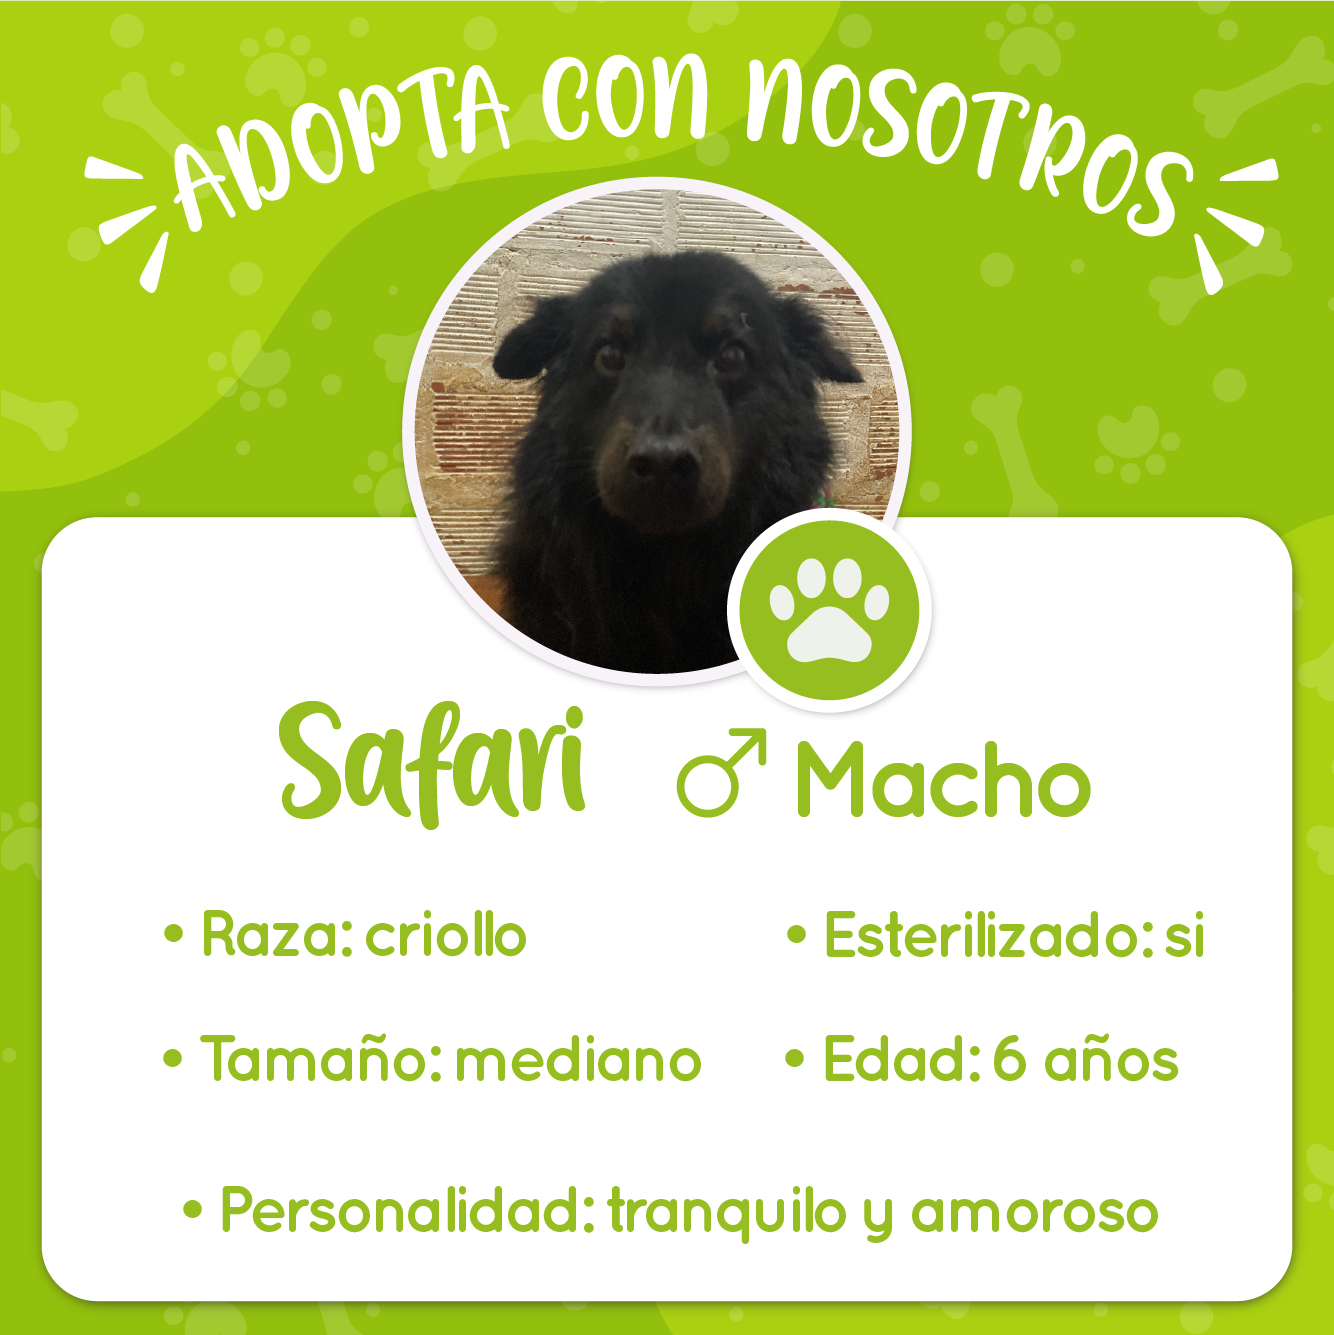 ADOPTA CON NOSOTROS
Safari ♂ Macho
• Raza: criollo
• Esterilizado: si
• Tamaño: mediano
• Edad: 6 años
• Personalidad: tranquilo y amoroso